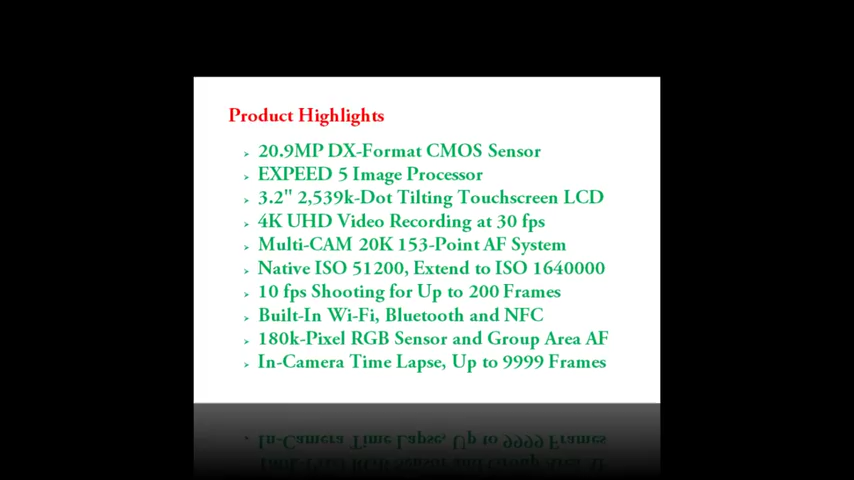 Product Highlights
20.9MP DX-Format CMOS Sensor
EXPEED 5 Image Processor
3.2" 2,539k-Dot Tilting Touchscreen LCD
4K UHD Video Recording at 30 fps
Multi-CAM 20K 153-Point AF System
Native ISO 51200, Extend to ISO 1640000
10 fps Shooting for Up to 200 Frames
Built-In Wi-Fi, Bluetooth and NFC
180k-Pixel RGB Sensor and Group Area AF
In-Camera Time Lapse, Up to 9999 Frames